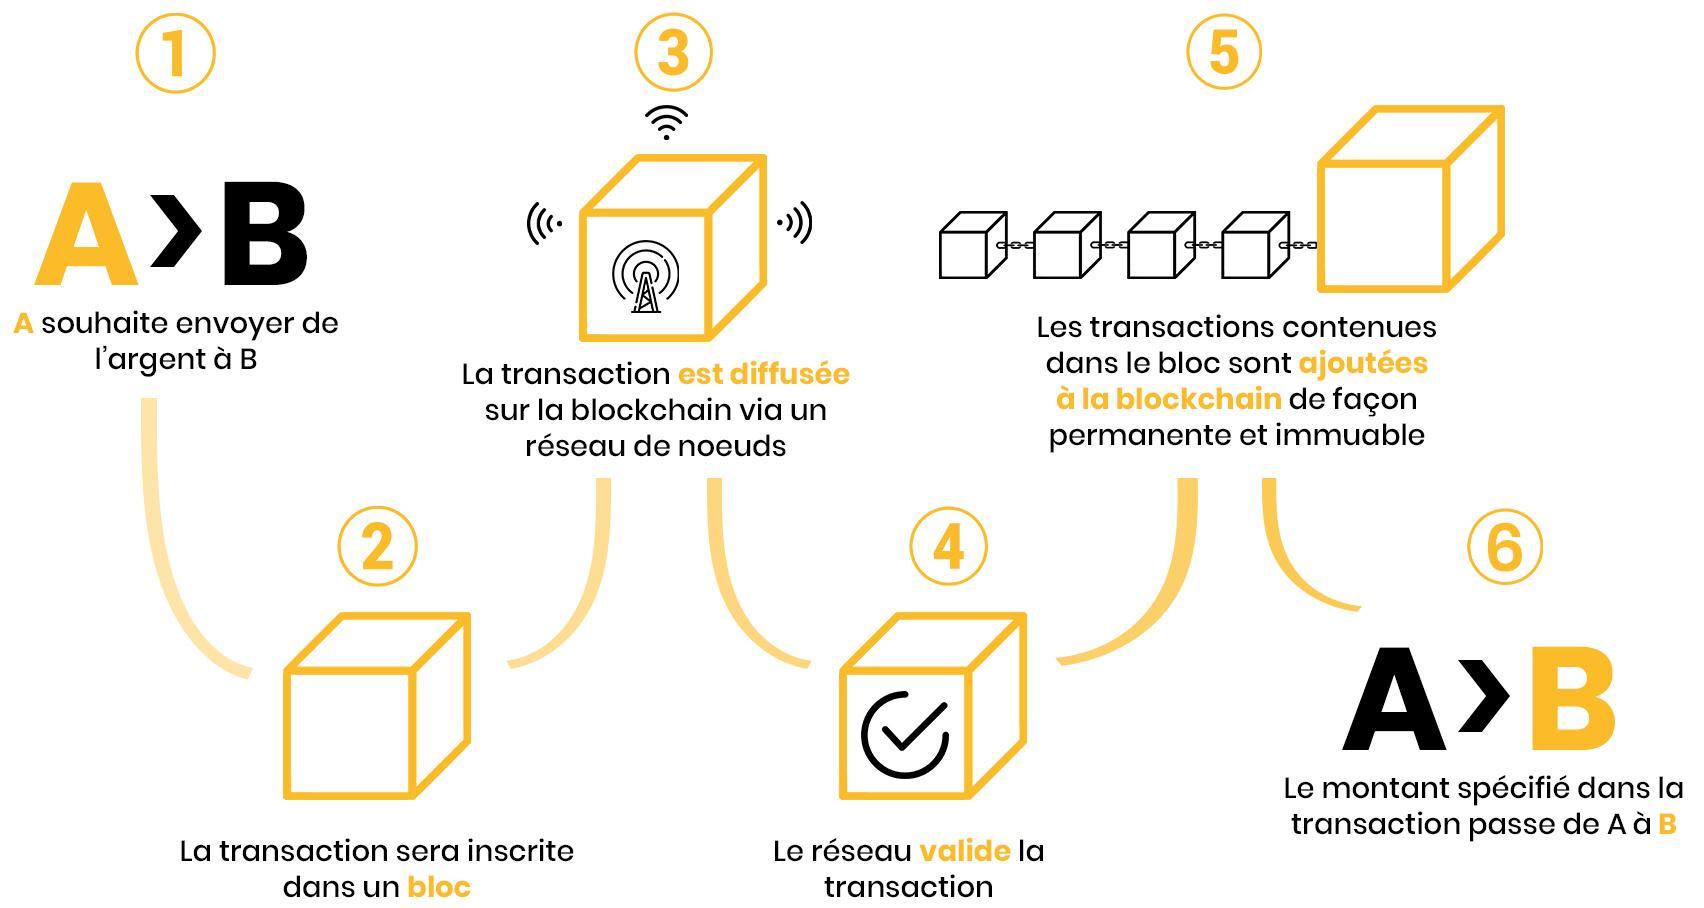 1
A > B
A souhaite envoyer de
l'argent à B
2
La transaction sera inscrite
dans un bloc
3
La transaction est diffusée
sur la blockchain via un
réseau de noeuds
4
Le réseau valide la
transaction
5
Les transactions contenues
dans le bloc sont ajoutées
à la blockchain de façon
permanente et immuable
6
A > B
Le montant spécifié dans la
transaction passe de A à B